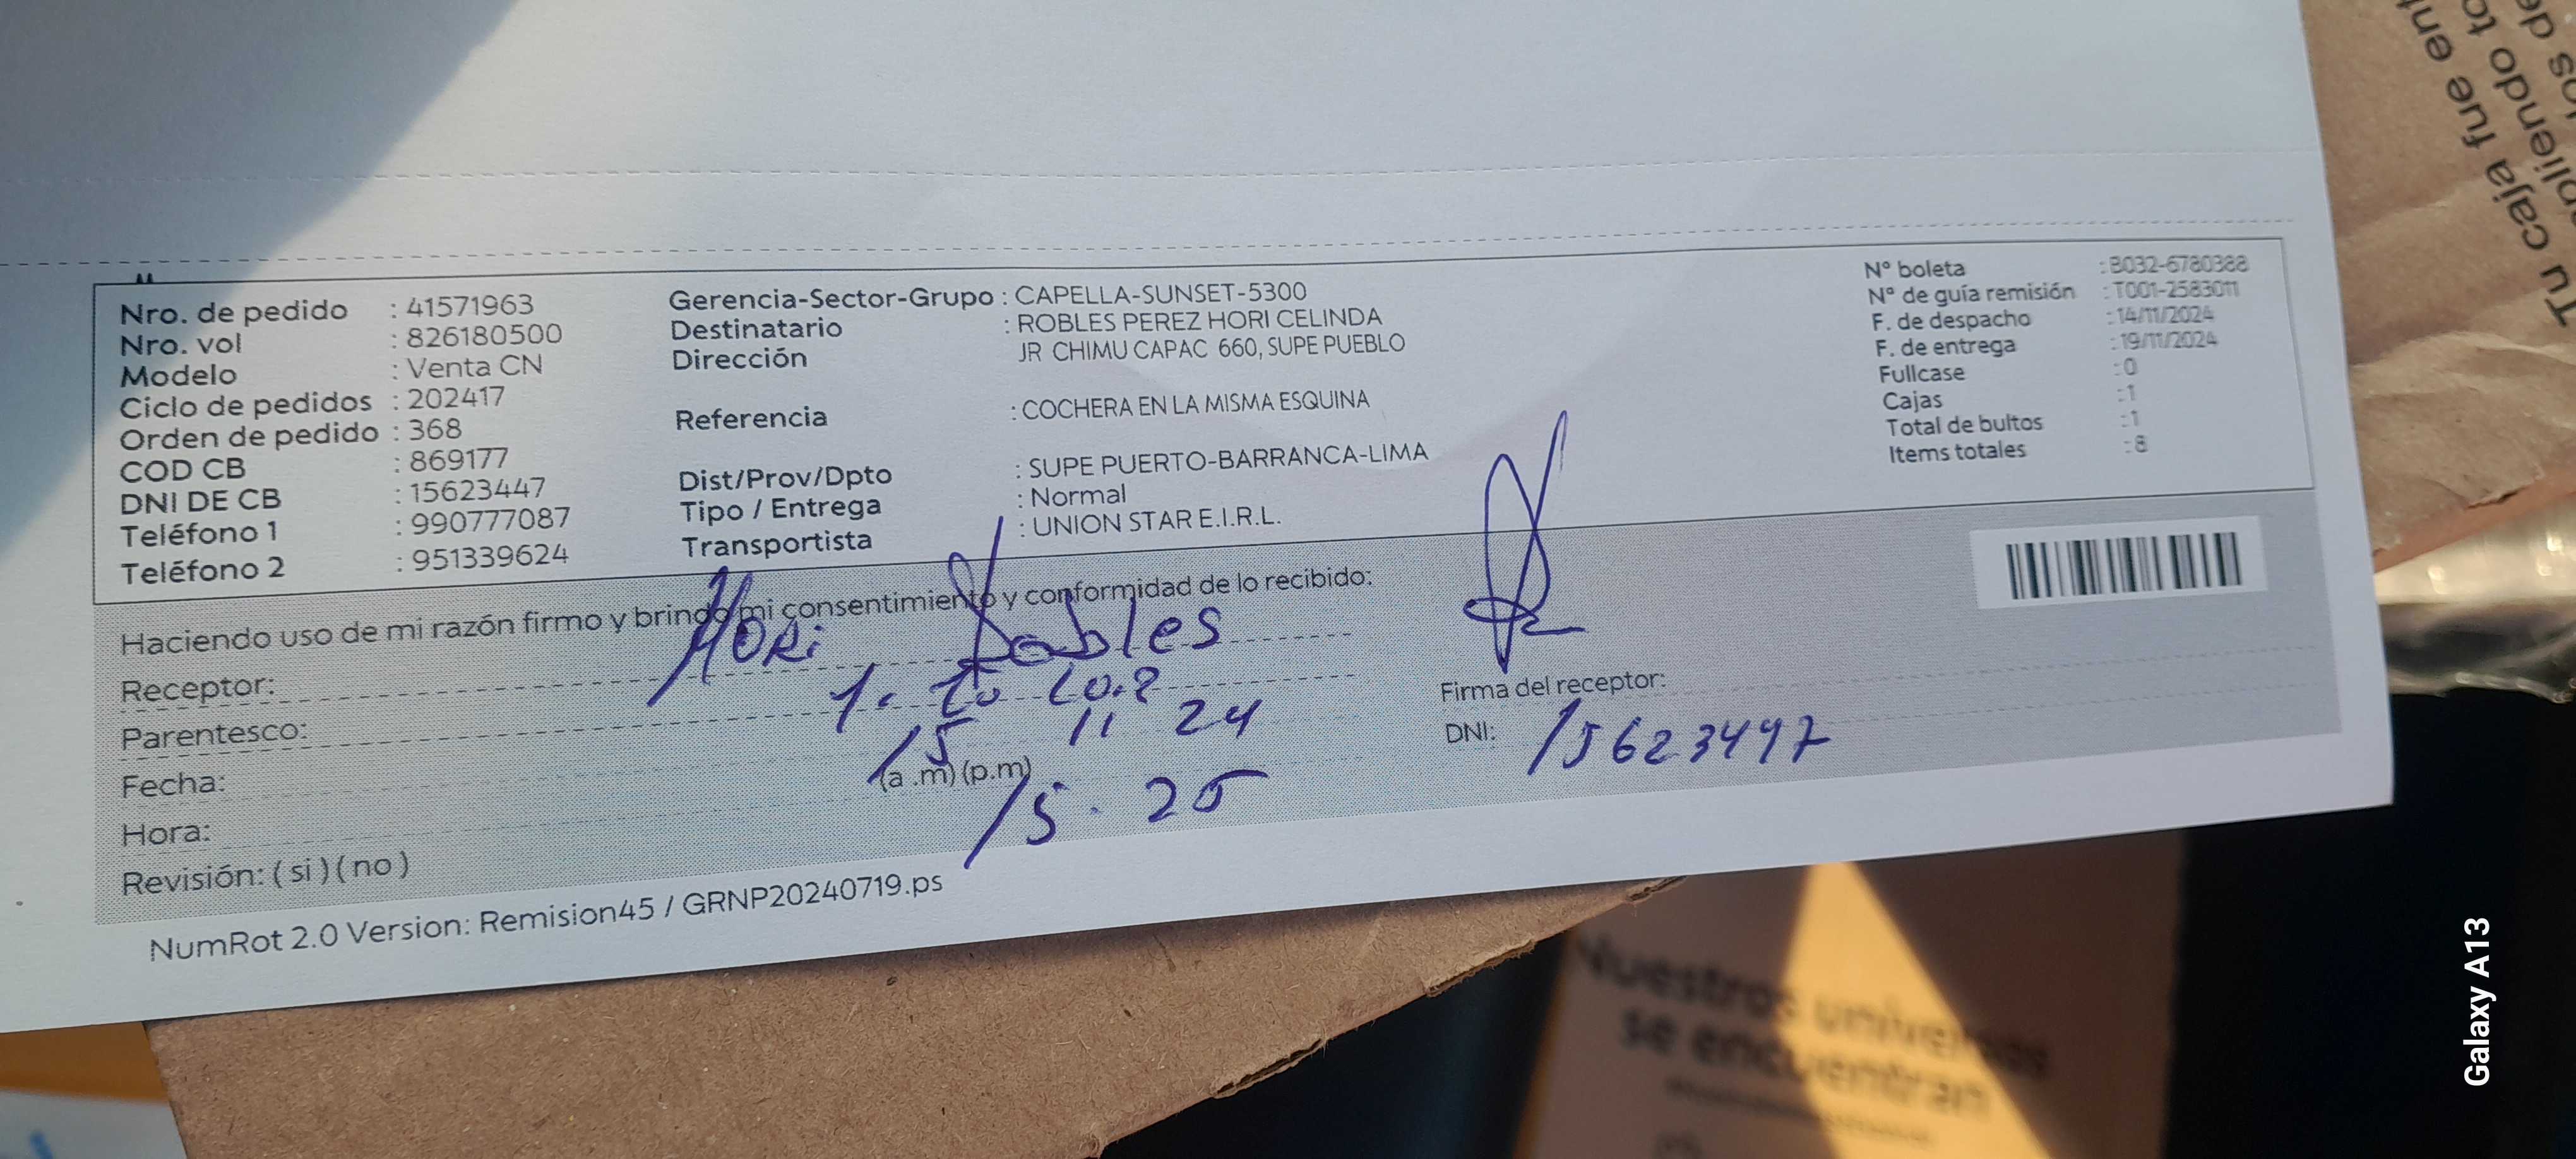 Nro. de pedido : 41571963
Nro. vol : 826180500
Modelo : Venta CN
Ciclo de pedidos : 202417
Orden de pedido : 368
COD CB : 869177
DNI DE CB : 15623447
Teléfono 1 : 990777087
Teléfono 2 : 951339624
Gerencia-Sector-Grupo : CAPELLA-SUNSET-5300
Destinatario : ROBLES PEREZ HORI CELINDA
Dirección JR CHIMU CAPAC 660, SUPE PUEBLO
Referencia : COCHERA EN LA MISMA ESQUINA
Dist/Prov/Dpto : SUPE PUERTO-BARRANCA-LIMA
Tipo / Entrega : Normal
Transportista : UNION STAR E.I.R.L.
N° boleta : B032-6780388
N° de guía remisión : T001-2583011
F. de despacho : 14/11/2024
F. de entrega : 19/11/2024
Fullcase : 0
Cajas : 1
Total de bultos : 1
Items totales : 8
Haciendo uso de mi razón firmo y brindo mi consentimiento y conformidad de lo recibido:
Receptor: HORi Robles
Parentesco:
Fecha: 15 11 24
Hora: (a .m) (p.m) 15. 25
Revisión: ( si ) ( no )
Firma del receptor:
DNI: 15623447
NumRot 2.0 Version: Remision45 / GRNP20240719.ps
Tu caja fue
Nuestros universos
se encuentran
Galaxy A13